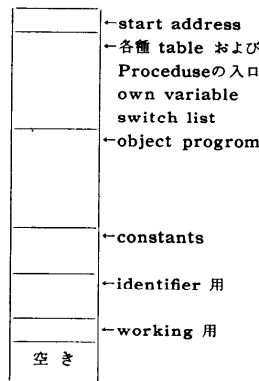 ←start address
←各種 table および
Proceduseの入口
own variable
switch list
←object progrom
←constants
←identifier 用
←working 用
空き